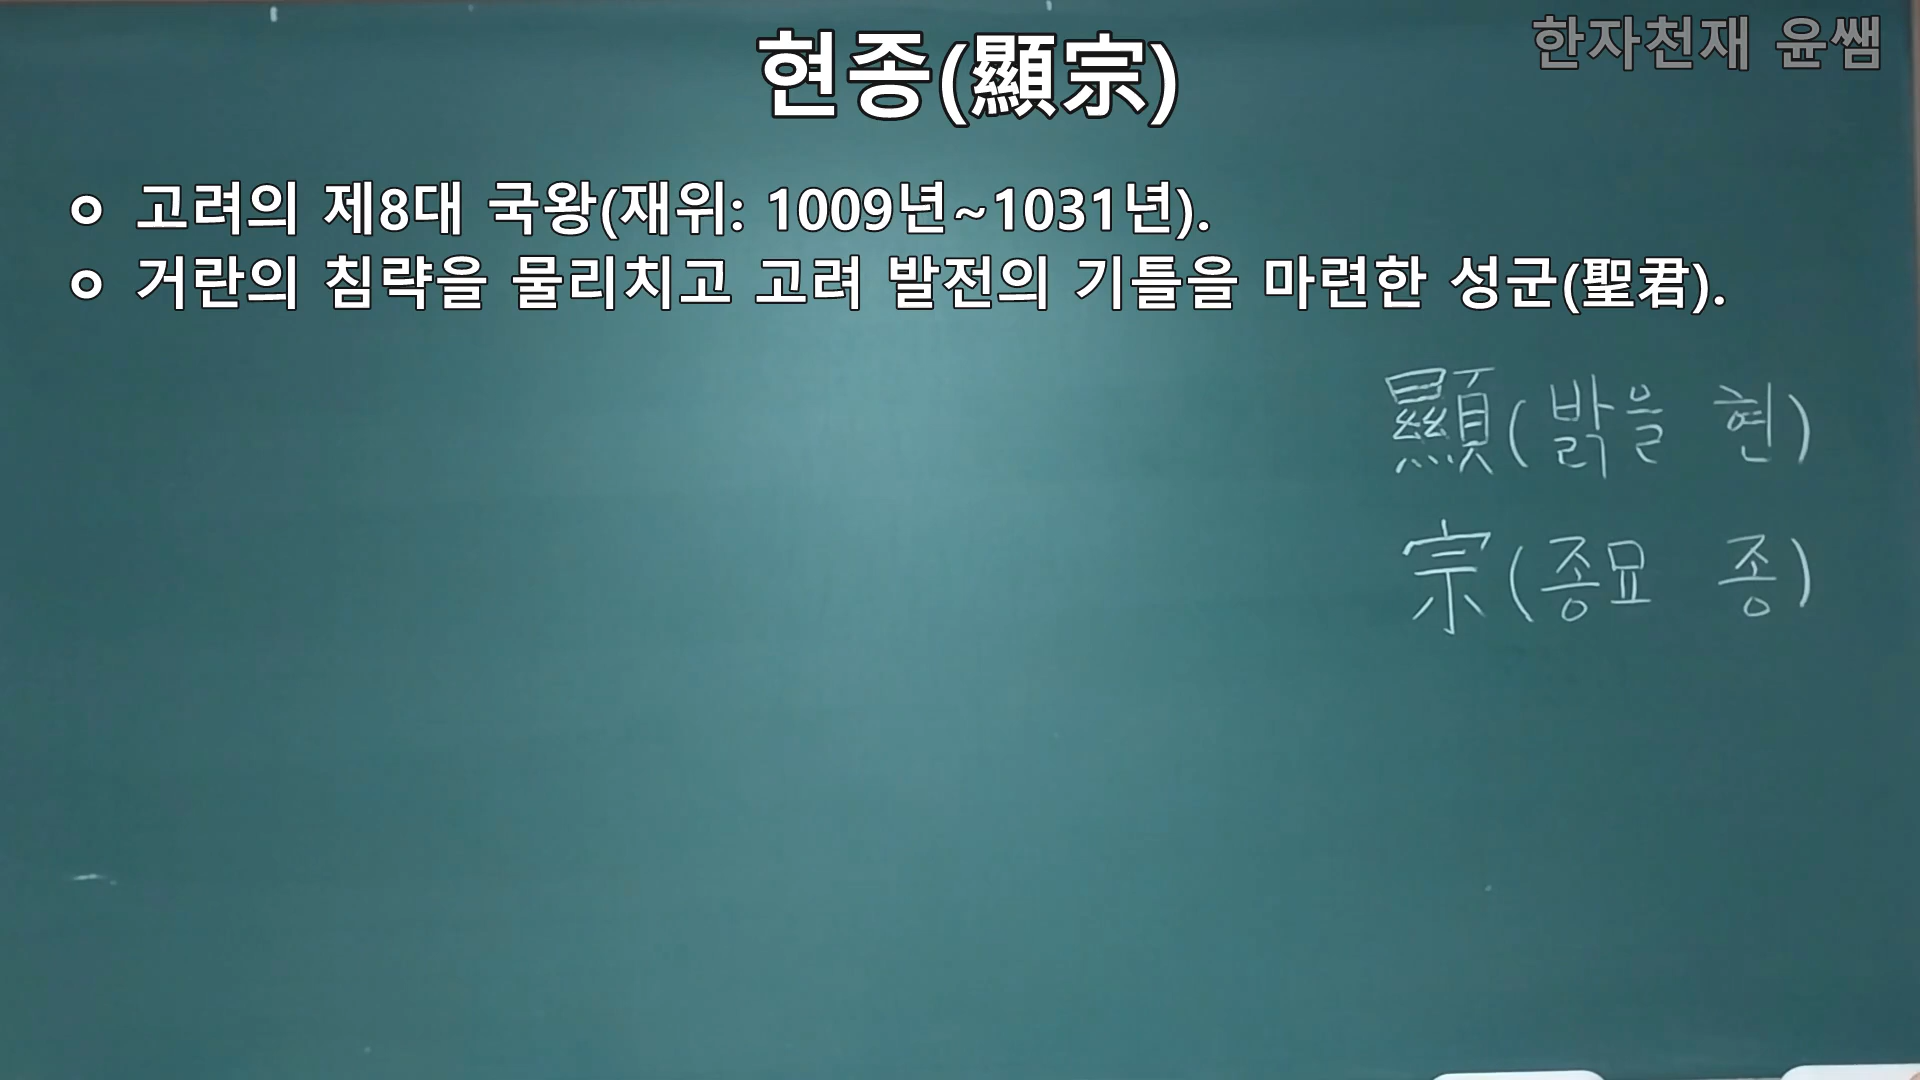 한자천재 윤쌤
현종(顯宗)
o 고려의 제8대 국왕(재위: 1009년~1031년).
o 거란의 침략을 물리치고 고려 발전의 기틀을 마련한 성군(聖君).
顯(밝을 현)
宗(종묘 종)